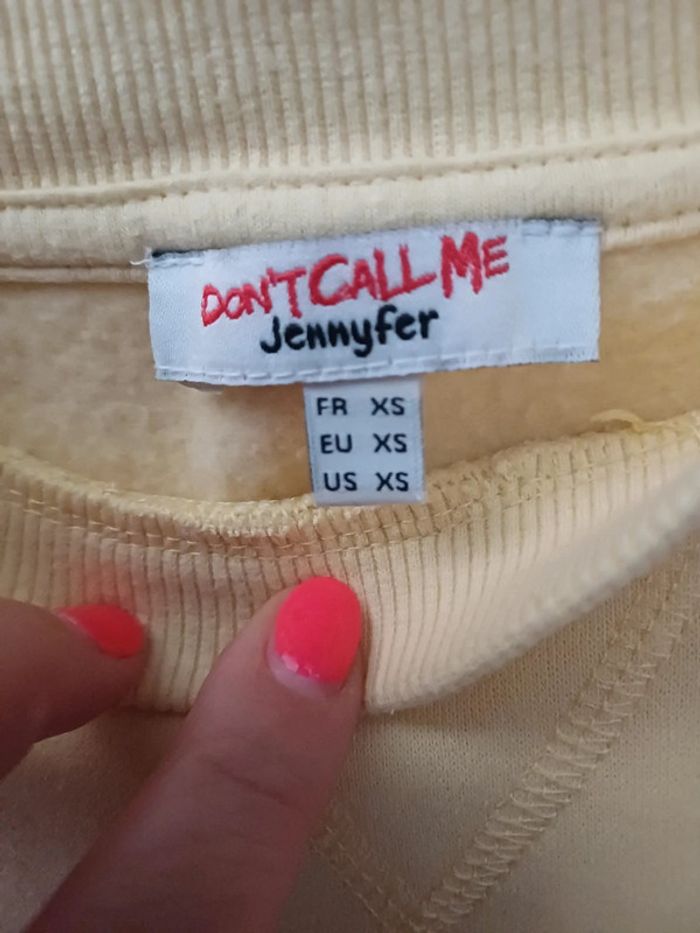 DON'T CALL ME
Jennyfer
FR XS
EU XS
US XS